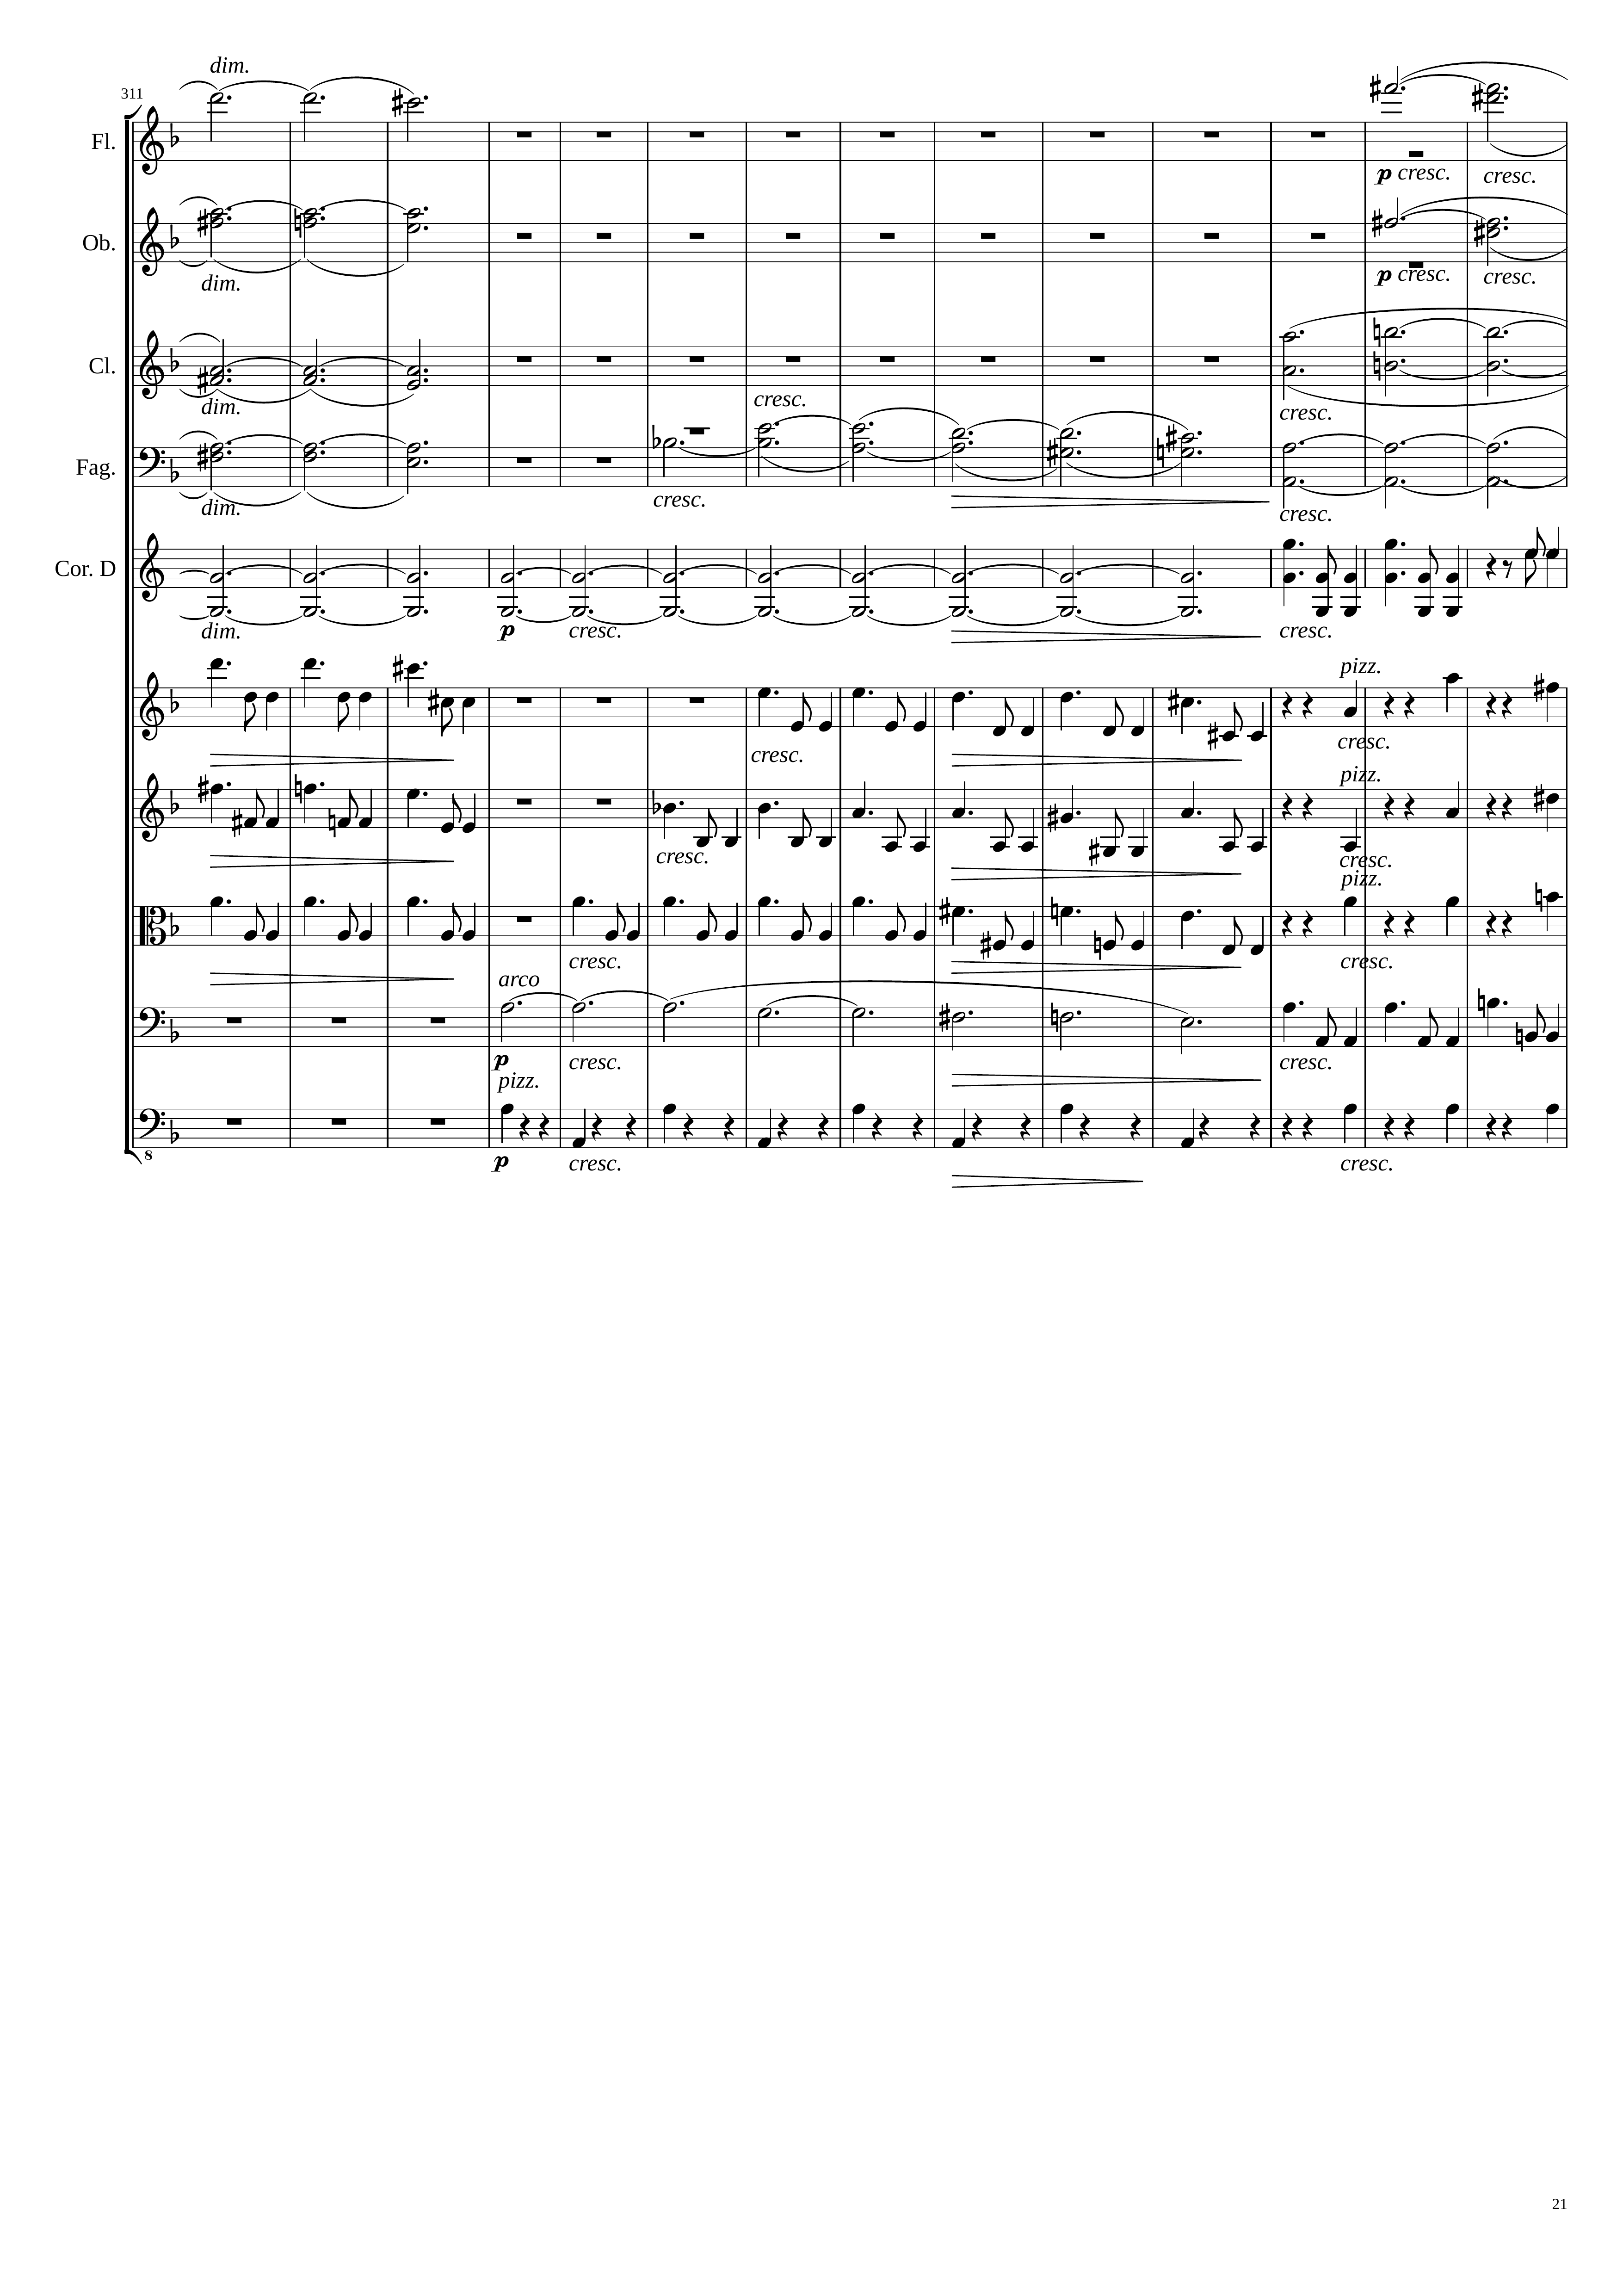 dim.
311
Fl.
p cresc.
cresc.
Ob.
dim.
p cresc.
cresc.
Cl.
dim.
cresc.
cresc.
Fag.
dim.
cresc.
cresc.
Cor. D
dim.
p
cresc.
cresc.
pizz.
cresc.
cresc.
pizz.
cresc.
cresc.
pizz.
cresc.
cresc.
arco
p
cresc.
cresc.
pizz.
8
p
cresc.
cresc.
21